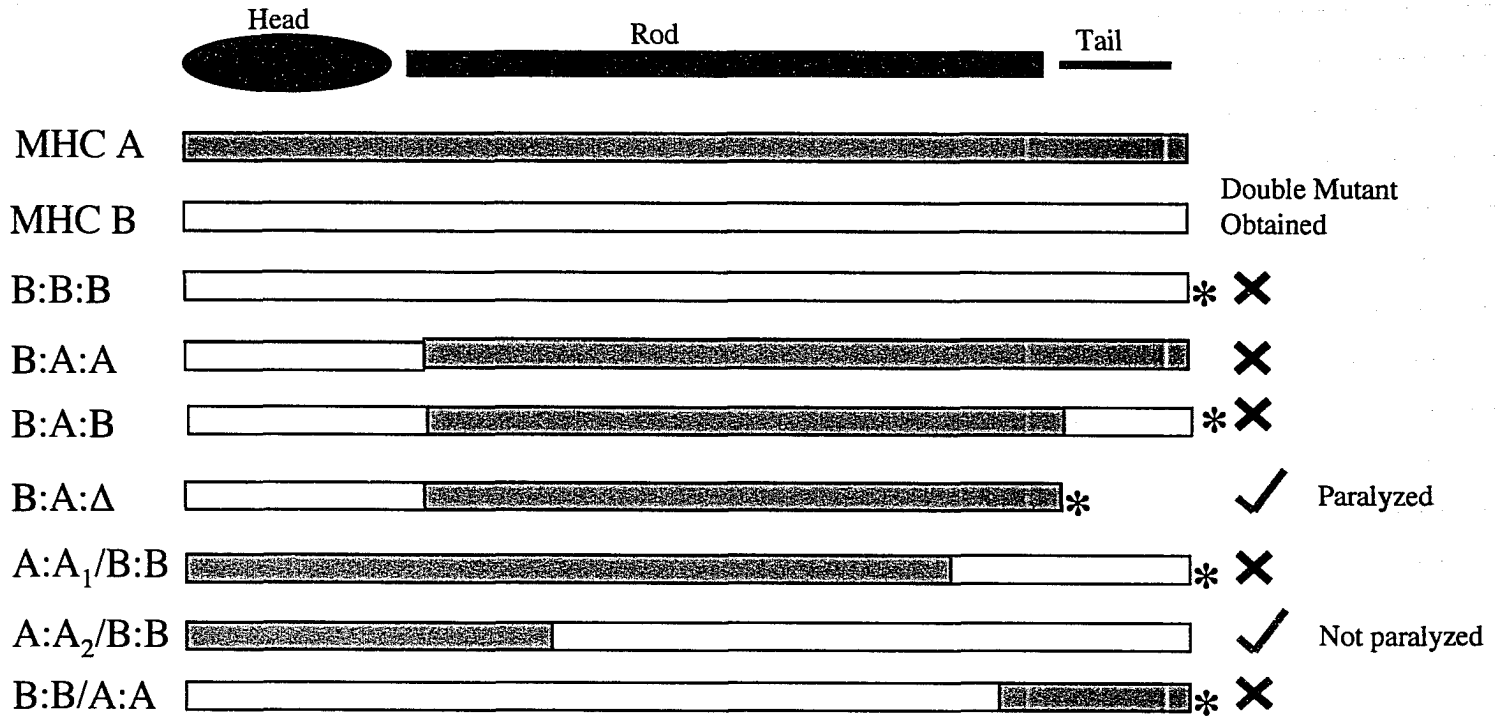 Head
Rod
Tail
MHC A
MHC B
Double Mutant
Obtained
B:B:B * ✕
B:A:A ✕
B:A:B * ✕
B:A:Δ * ✓ Paralyzed
A:A₁/B:B * ✕
A:A₂/B:B ✓ Not paralyzed
B:B/A:A * ✕